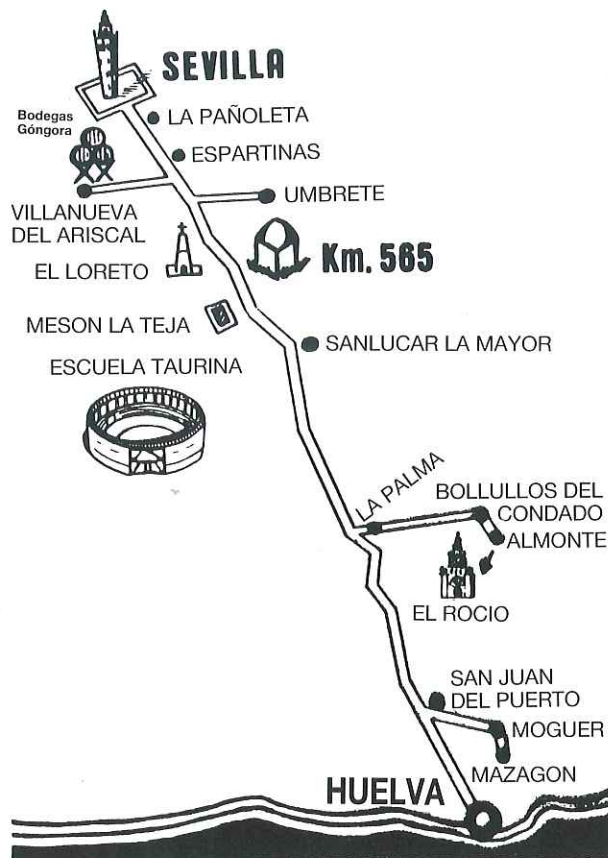 SEVILLA
LA PAÑOLETA
Bodegas
Góngora
ESPARTINAS
UMBRETE
VILLANUEVA
DEL ARISCAL
EL LORETO
Km. 565
MESON LA TEJA
SANLUCAR LA MAYOR
ESCUELA TAURINA
LA PALMA
BOLLULLOS DEL
CONDADO
ALMONTE
EL ROCIO
SAN JUAN
DEL PUERTO
MOGUER
MAZAGON
HUELVA